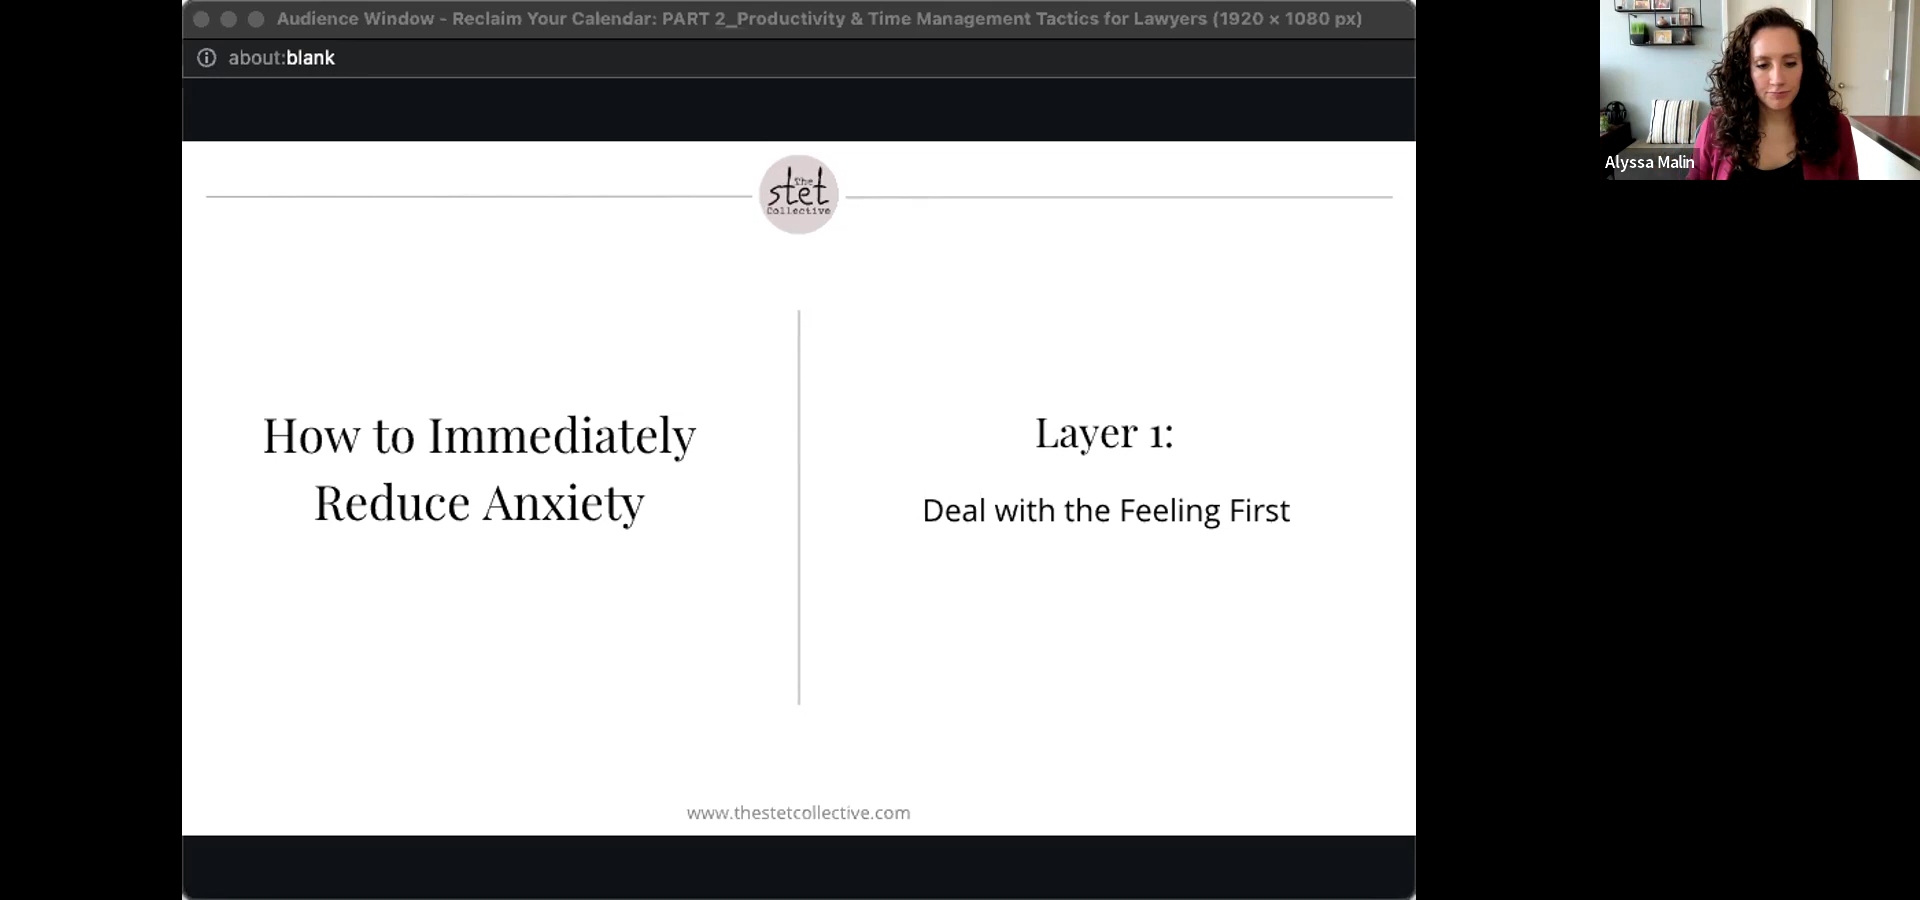 Audience Window - Reclaim Your Calendar: PART 2_Productivity & Time Management Tactics for Lawyers (1920 × 1080 px)
about:blank
Alyssa Malin
The
stet
Collective
How to Immediately
Reduce Anxiety
Layer 1:
Deal with the Feeling First
www.thestetcollective.com